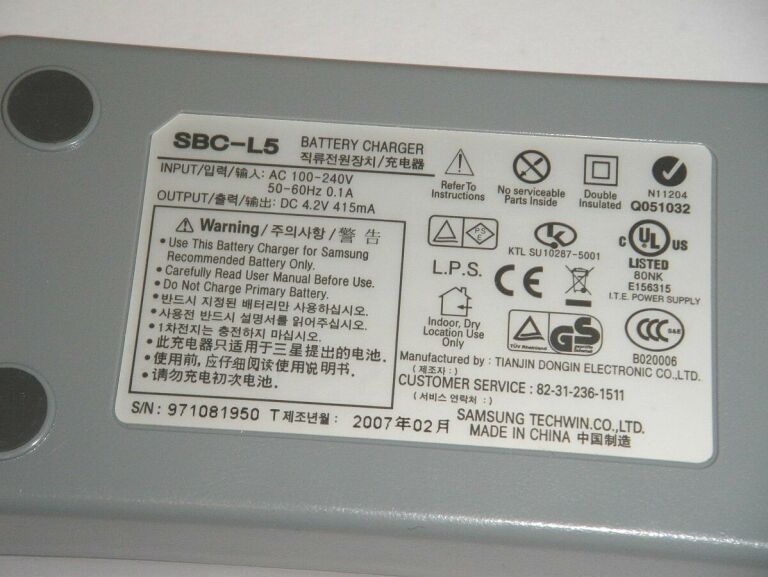 SBC-L5 BATTERY CHARGER
직류전원장치/充电器
INPUT/입력/输入: AC 100-240V
50-60Hz 0.1A
OUTPUT/출력/输出: DC 4.2V 415mA
Warning/주의사항/警 告
• Use This Battery Charger for Samsung
Recommended Battery Only.
• Carefully Read User Manual Before Use.
• Do Not Charge Primary Battery.
• 반드시 지정된 배터리만 사용하십시오.
• 사용전 반드시 설명서를 읽어주십시오.
• 1차전지는 충전하지 마십시오.
• 此充电器只适用于三星提出的电池.
• 使用前, 应仔细阅读使用说明书.
• 请勿充电初次电池.
S/N: 971081950 T 제조년월: 2007年02月
Refer To
Instructions
No serviceable
Parts Inside
Double
Insulated
N11204
Q051032
PS
E
KTL SU10287-5001
C UL US
LISTED
80NK
E156315
I.T.E. POWER SUPPLY
L.P.S.
CE
Indoor, Dry
Location Use
Only
TÜV Rheinland
GS
CCC S&E
B020006
Manufactured by : TIANJIN DONGIN ELECTRONIC CO.,LTD.
(제조자 :)
CUSTOMER SERVICE : 82-31-236-1511
(서비스 연락처 :)
SAMSUNG TECHWIN.CO.,LTD.
MADE IN CHINA 中国制造